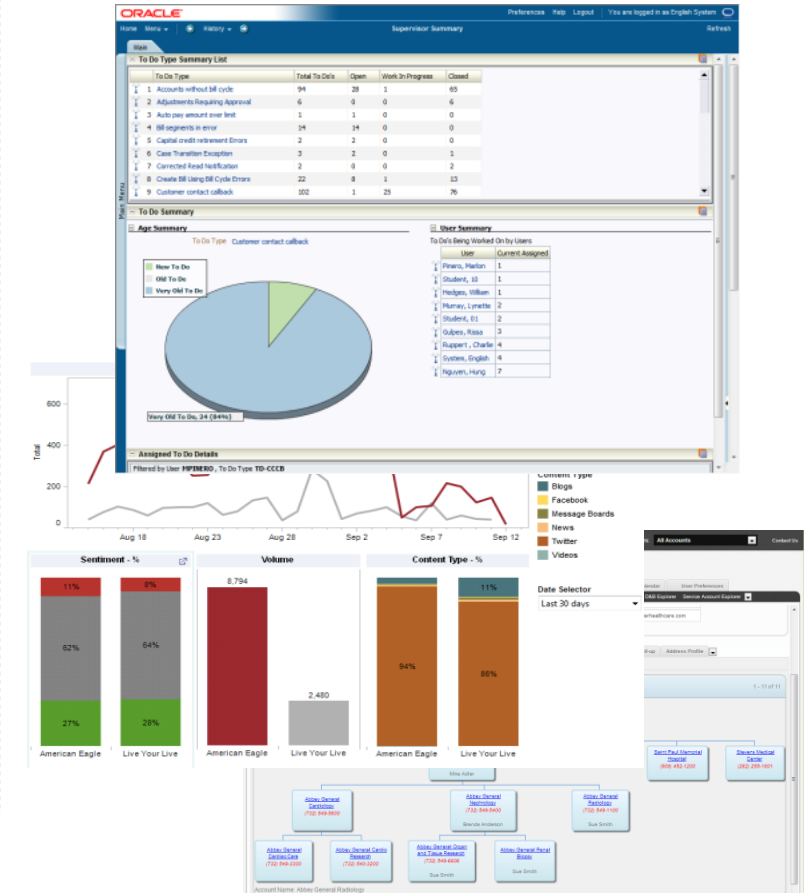 ORACLE
Preferences Help Logout You are logged in as English System
Home Menu History Supervisor Summary Refresh
Main
Main Menu
To Do Type Summary List
To Do Type Total To Do's Open Work In Progress Closed
1 Accounts without bill cycle 94 28 1 65
2 Adjustments Requiring Approval 6 0 0 6
3 Auto pay amount over limit 1 1 0 0
4 Bill segments in error 14 14 0 0
5 Capital credit retirement Errors 2 2 0 0
6 Case Transition Exception 3 2 0 1
7 Corrected Read Notification 2 0 0 2
8 Create Bill Using Bill Cycle Errors 22 8 1 13
9 Customer contact callback 102 1 25 76
To Do Summary
Age Summary
To Do Type Customer contact callback
New To Do
Old To Do
Very Old To Do
Very Old To Do, 24 (84%)
User Summary
To Do's Being Worked On by Users
User Current Assigned
Pinero, Marlon 1
Student, 10 1
Hodges, William 1
Murray, Lynette 2
Student, 01 2
Gulpes, Rissa 3
Ruppert , Charlie 4
System, English 4
Nguyen, Hung 7
Assigned To Do Details
Filtered by User MPINERO , To Do Type TD-CCCB
Total
600
400
200
0
Aug 18 Aug 23 Aug 28 Sep 2 Sep 7 Sep 12
Content Type
Blogs
Facebook
Message Boards
News
Twitter
Videos
Date Selector
Last 30 days
Sentiment - %
11% 8%
62% 64%
27% 28%
American Eagle Live Your Live
Volume
8,794
2,480
American Eagle Live Your Live
Content Type - %
11%
94% 86%
American Eagle Live Your Live
All Accounts Contact Us
User Preferences
D&B Explorer Service Account Explorer
Address Profile
1 - 11 of 11
Saint Paul Memorial
Hospital
Stevens Medical
Center
Mike Adler
Abbey General
Cardiology
(732) 549-5600
Abbey General
Nephrology
(732) 549-5400
Brenda Anderson
Abbey General
Radiology
(732) 549-1100
Sue Smith
Abbey General
Cardiac Care
(732) 549-2300
Abbey General Cardio
Research
(732) 549-3200
Abbey General Organ
and Tissue Research
Sue Smith
Abbey General Renal
Biopsy
Sue Smith
Account Name: Abbey General Radiology